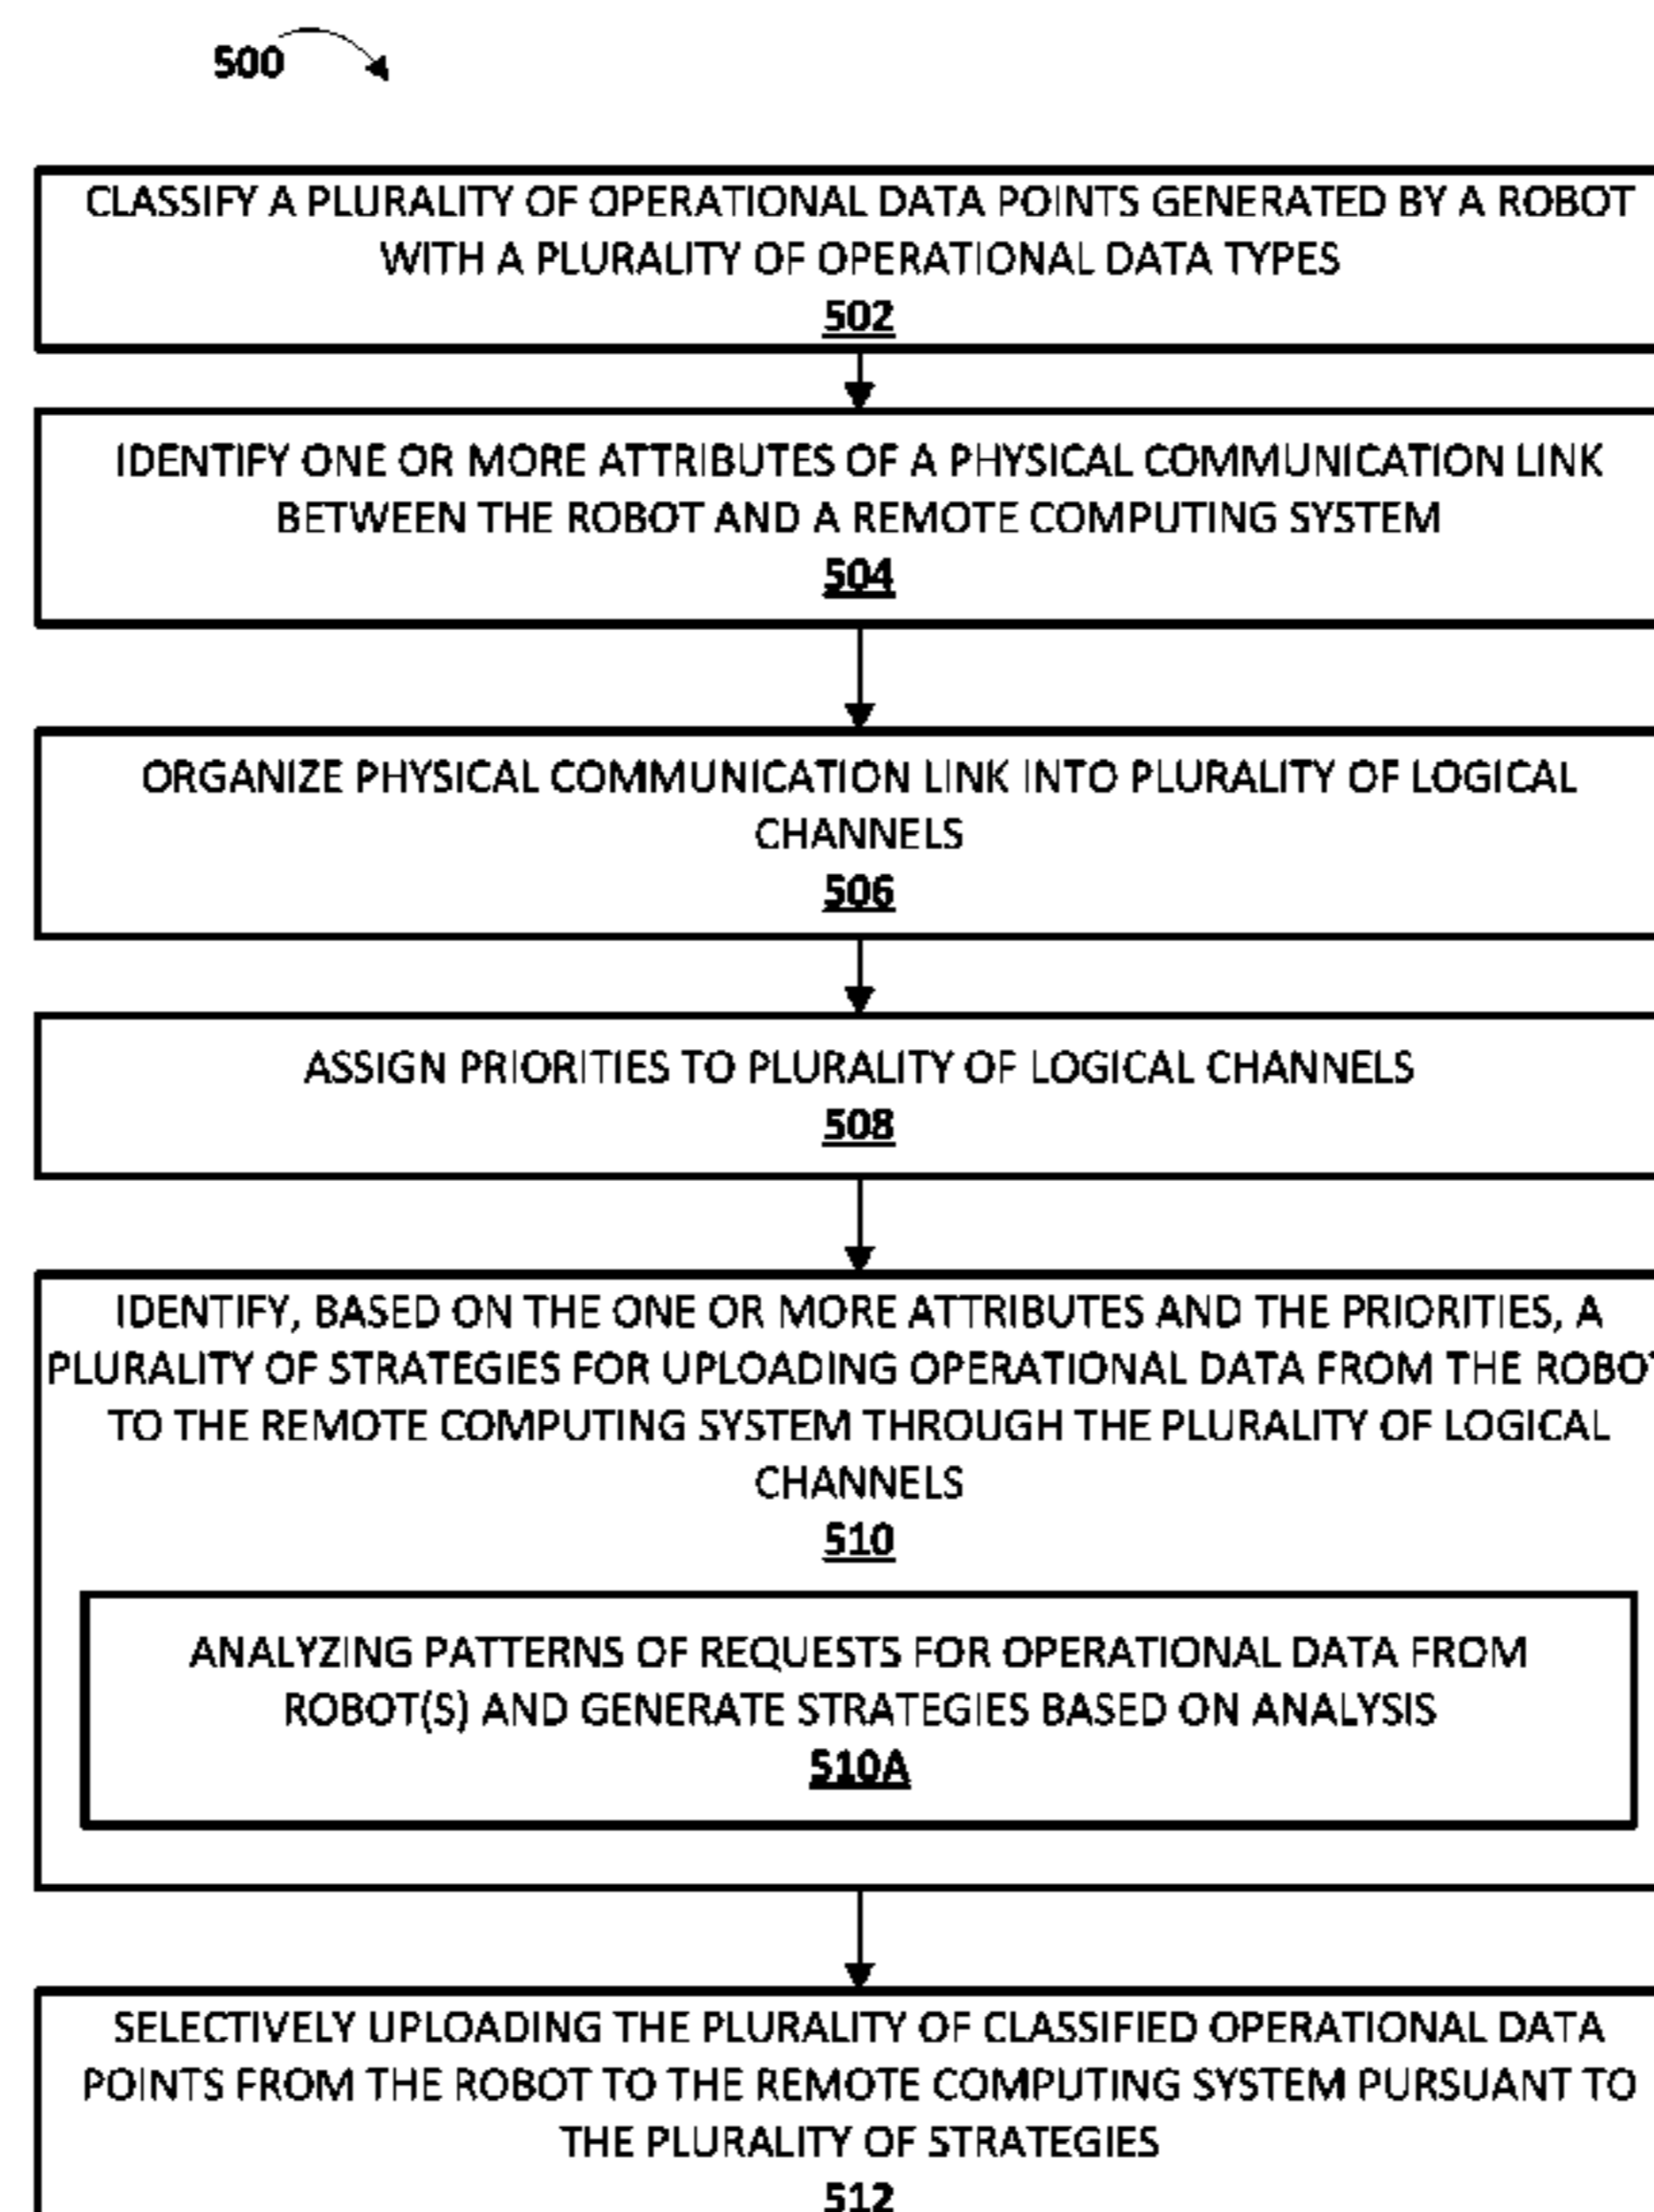 500
CLASSIFY A PLURALITY OF OPERATIONAL DATA POINTS GENERATED BY A ROBOT
WITH A PLURALITY OF OPERATIONAL DATA TYPES
502
IDENTIFY ONE OR MORE ATTRIBUTES OF A PHYSICAL COMMUNICATION LINK
BETWEEN THE ROBOT AND A REMOTE COMPUTING SYSTEM
504
ORGANIZE PHYSICAL COMMUNICATION LINK INTO PLURALITY OF LOGICAL
CHANNELS
506
ASSIGN PRIORITIES TO PLURALITY OF LOGICAL CHANNELS
508
IDENTIFY, BASED ON THE ONE OR MORE ATTRIBUTES AND THE PRIORITIES, A
PLURALITY OF STRATEGIES FOR UPLOADING OPERATIONAL DATA FROM THE ROBOT
TO THE REMOTE COMPUTING SYSTEM THROUGH THE PLURALITY OF LOGICAL
CHANNELS
510
ANALYZING PATTERNS OF REQUESTS FOR OPERATIONAL DATA FROM
ROBOT(S) AND GENERATE STRATEGIES BASED ON ANALYSIS
510A
SELECTIVELY UPLOADING THE PLURALITY OF CLASSIFIED OPERATIONAL DATA
POINTS FROM THE ROBOT TO THE REMOTE COMPUTING SYSTEM PURSUANT TO
THE PLURALITY OF STRATEGIES
512